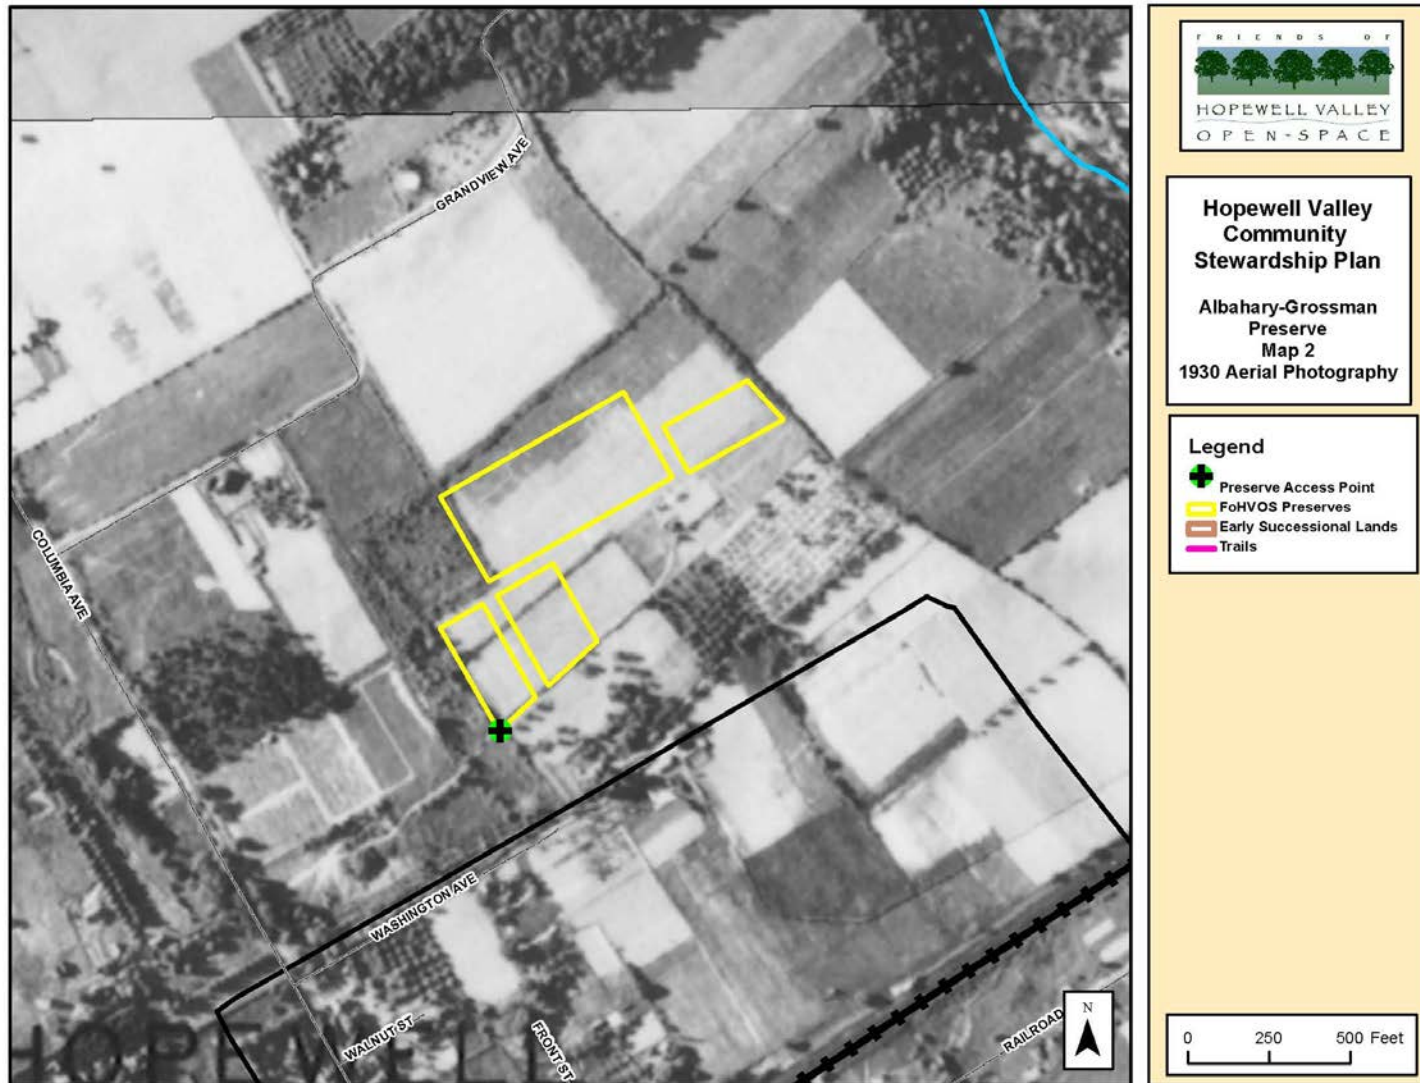 GRANDVIEW AVE
COLUMBIA AVE
WASHINGTON AVE
WALNUT ST
FRONT ST
RAILROAD
HOPEWELL
N
FRIENDS OF
HOPEWELL VALLEY
OPEN-SPACE
Hopewell Valley
Community
Stewardship Plan
Albahary-Grossman
Preserve
Map 2
1930 Aerial Photography
Legend
Preserve Access Point
FoHVOS Preserves
Early Successional Lands
Trails
0 250 500 Feet